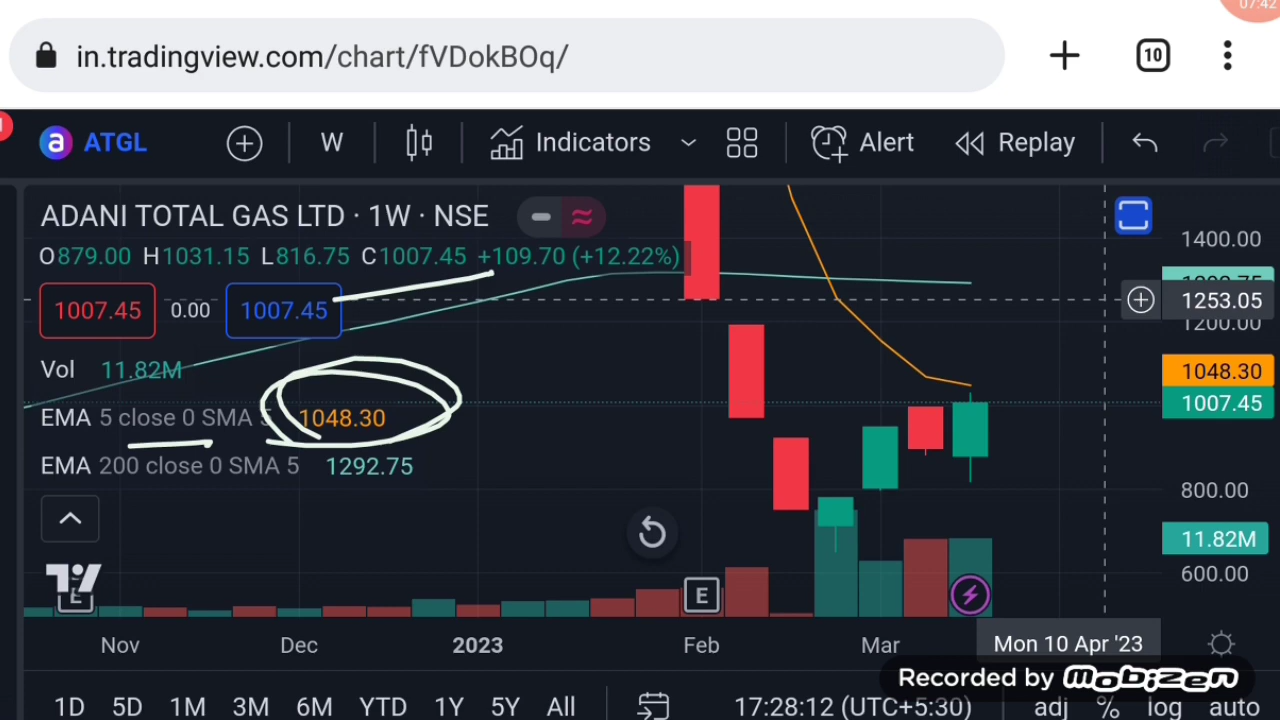 07:42
in.tradingview.com/chart/fVDokBOq/
10
ATGL
W
Indicators
Alert
Replay
ADANI TOTAL GAS LTD · 1W · NSE
O879.00 H1031.15 L816.75 C1007.45 +109.70 (+12.22%)
1007.45 0.00 1007.45
Vol 11.82M
EMA 5 close 0 SMA 5 1048.30
EMA 200 close 0 SMA 5 1292.75
1400.00
1253.05
1200.00
1048.30
1007.45
800.00
11.82M
600.00
E
E
Nov Dec 2023 Feb Mar Mon 10 Apr '23
Recorded by Mobizen
1D 5D 1M 3M 6M YTD 1Y 5Y All 17:28:12 (UTC+5:30) adj % log auto